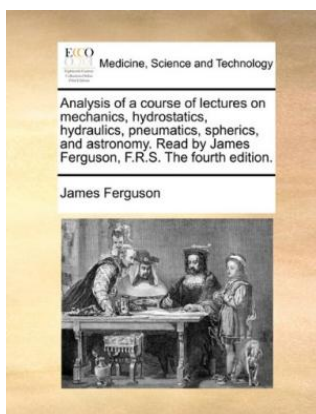 ECCO
Medicine, Science and Technology
Analysis of a course of lectures on
mechanics, hydrostatics,
hydraulics, pneumatics, spherics,
and astronomy. Read by James
Ferguson, F.R.S. The fourth edition.
James Ferguson